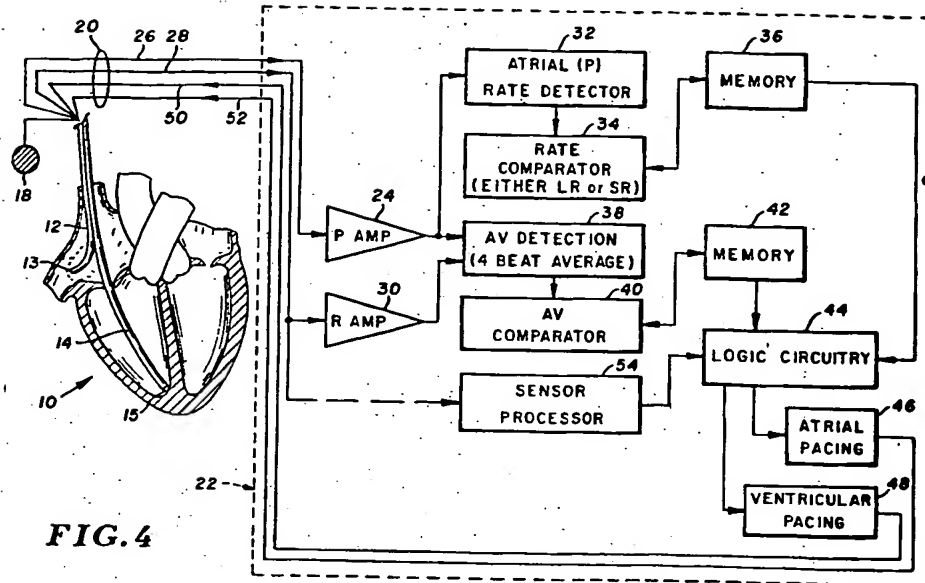 20
26
28
50
52
18
12
13
14
10
15
22
FIG.4
24
P AMP
30
R AMP
32
ATRIAL (P)
RATE DETECTOR
34
RATE
COMPARATOR
(EITHER LR or SR)
36
MEMORY
38
AV DETECTION
(4 BEAT AVERAGE)
40
AV
COMPARATOR
42
MEMORY
44
LOGIC CIRCUITRY
54
SENSOR
PROCESSOR
46
ATRIAL
PACING
48
VENTRICULAR
PACING